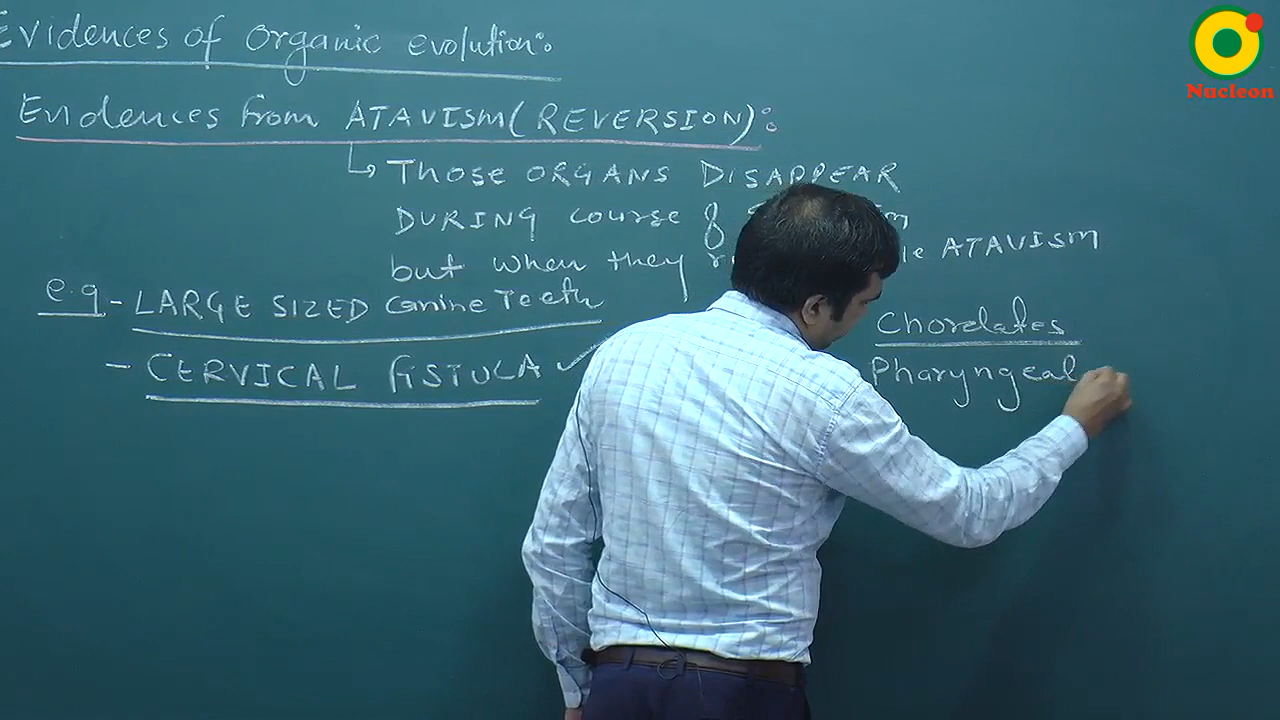 Evidences of organic evolution:
Evidences from ATAVISM (REVERSION):
Those ORGANS DISAPPEAR
DURING course of
but when they ATAVISM
e.g - LARGE SIZED Canine Teeth
- CERVICAL FISTULA
Chordates
Pharyngeal
Nucleon